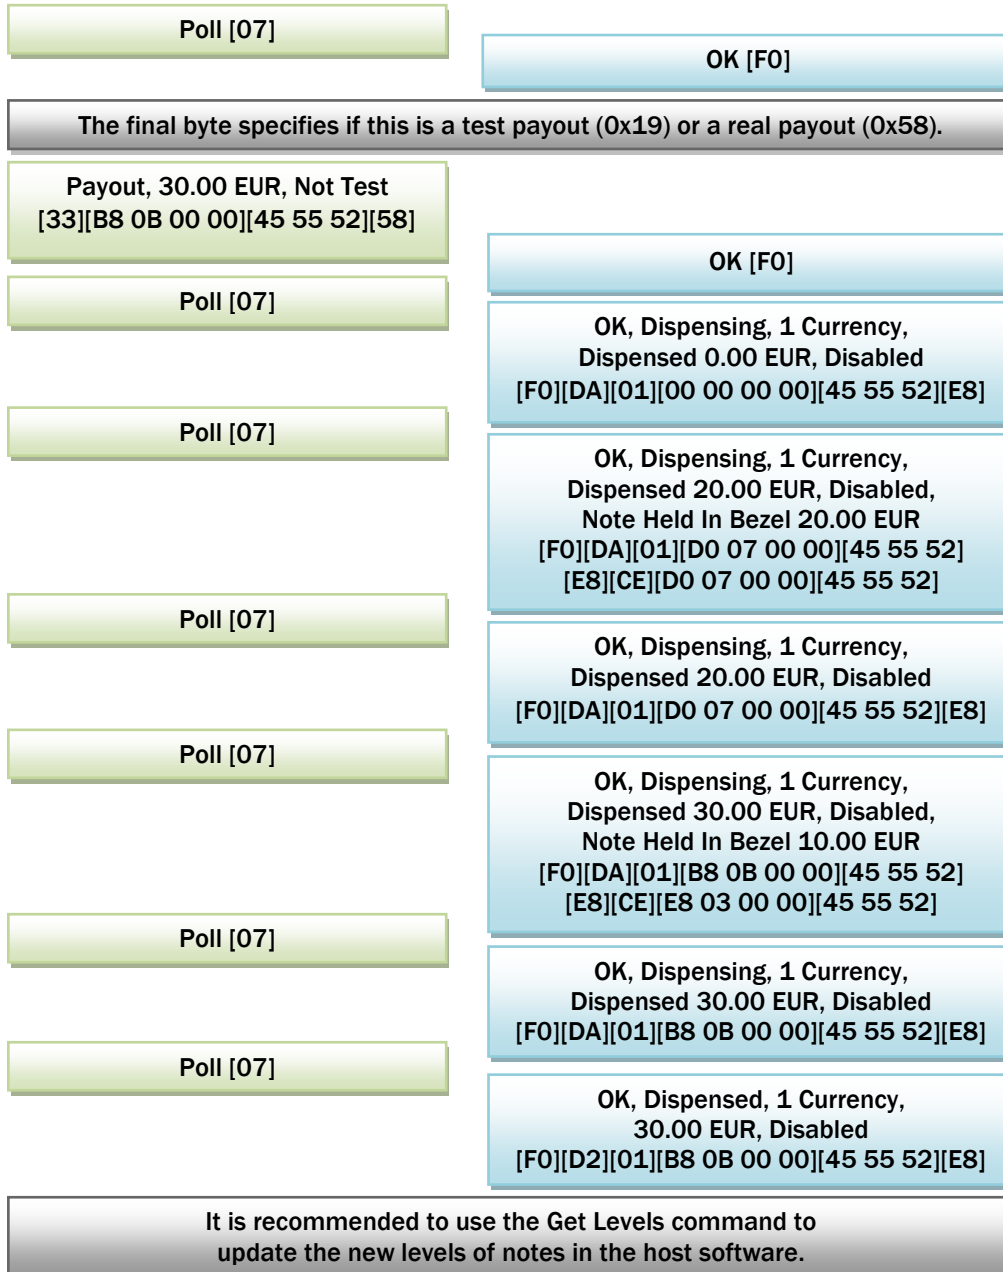 Poll [07]
OK [F0]
The final byte specifies if this is a test payout (0x19) or a real payout (0x58).
Payout, 30.00 EUR, Not Test
[33][B8 0B 00 00][45 55 52][58]
OK [F0]
Poll [07]
OK, Dispensing, 1 Currency,
Dispensed 0.00 EUR, Disabled
[F0][DA][01][00 00 00 00][45 55 52][E8]
Poll [07]
OK, Dispensing, 1 Currency,
Dispensed 20.00 EUR, Disabled,
Note Held In Bezel 20.00 EUR
[F0][DA][01][D0 07 00 00][45 55 52]
[E8][CE][D0 07 00 00][45 55 52]
Poll [07]
OK, Dispensing, 1 Currency,
Dispensed 20.00 EUR, Disabled
[F0][DA][01][D0 07 00 00][45 55 52][E8]
Poll [07]
OK, Dispensing, 1 Currency,
Dispensed 30.00 EUR, Disabled,
Note Held In Bezel 10.00 EUR
[F0][DA][01][B8 0B 00 00][45 55 52]
[E8][CE][E8 03 00 00][45 55 52]
Poll [07]
OK, Dispensing, 1 Currency,
Dispensed 30.00 EUR, Disabled
[F0][DA][01][B8 0B 00 00][45 55 52][E8]
Poll [07]
OK, Dispensed, 1 Currency,
30.00 EUR, Disabled
[F0][D2][01][B8 0B 00 00][45 55 52][E8]
It is recommended to use the Get Levels command to
update the new levels of notes in the host software.